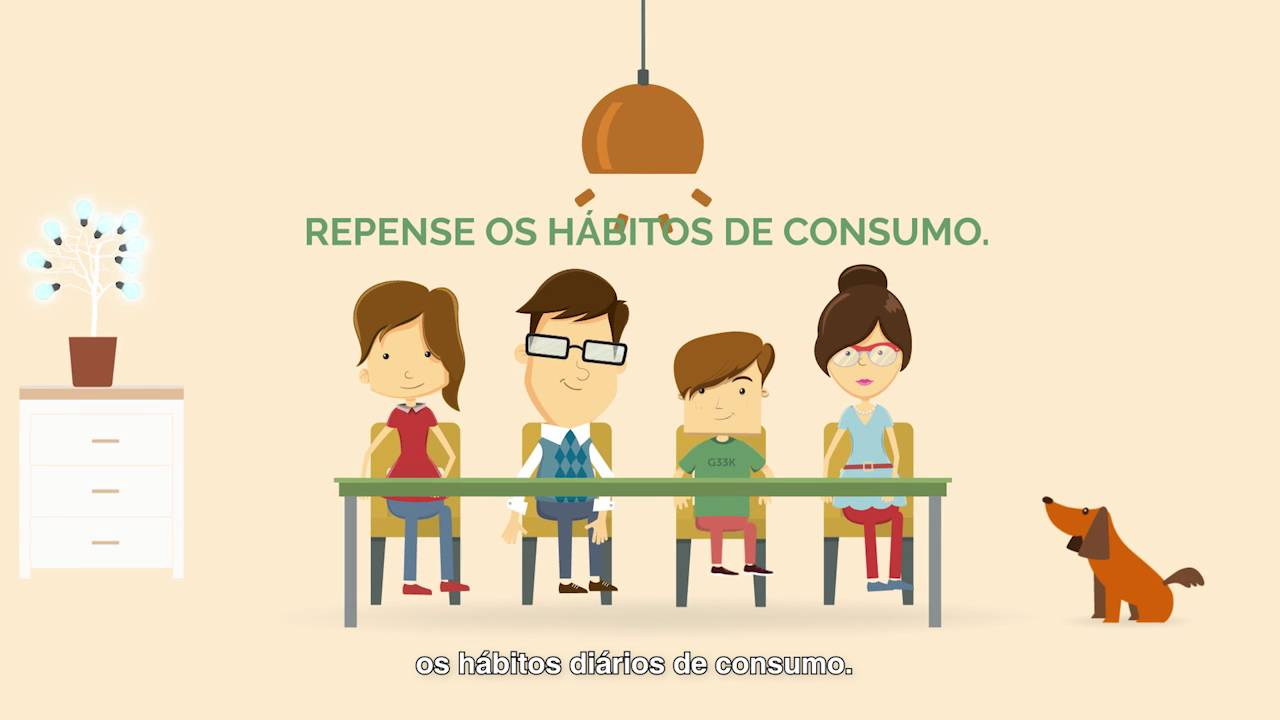 REPENSE OS HÁBITOS DE CONSUMO.
G33K
os hábitos diários de consumo.